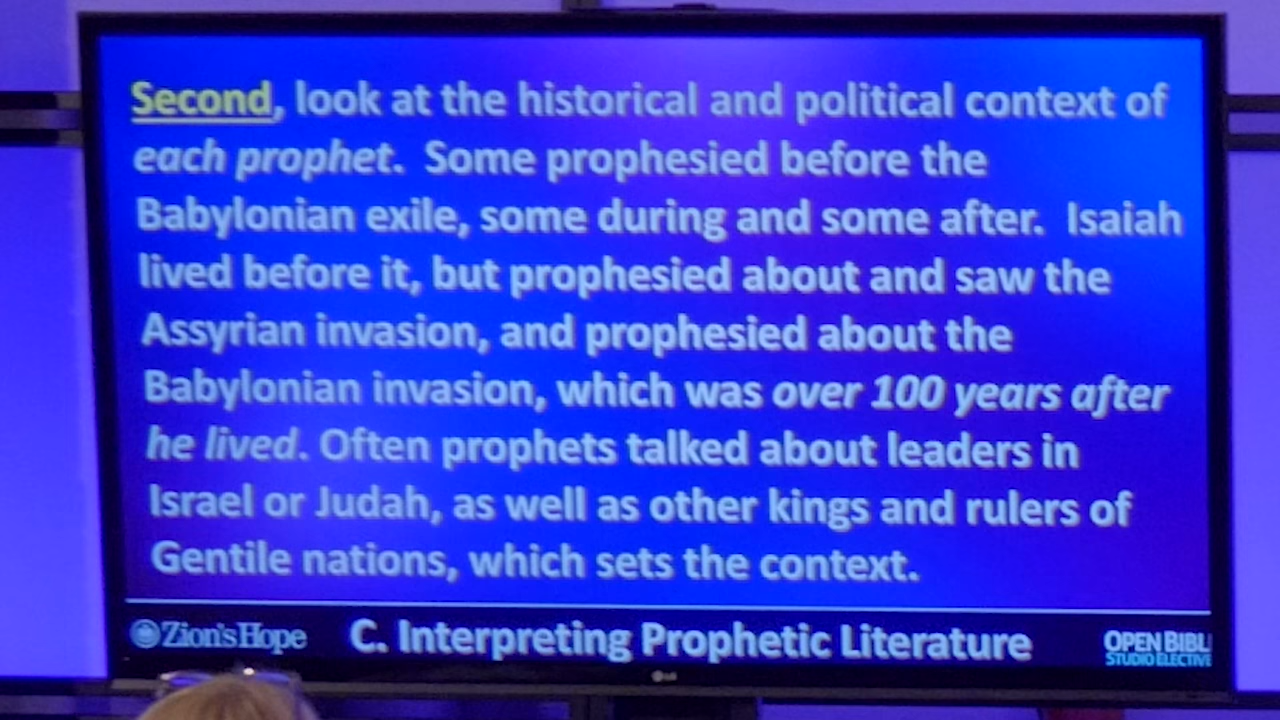 Second, look at the historical and political context of
each prophet.  Some prophesied before the
Babylonian exile, some during and some after.  Isaiah
lived before it, but prophesied about and saw the
Assyrian invasion, and prophesied about the
Babylonian invasion, which was over 100 years after
he lived. Often prophets talked about leaders in
Israel or Judah, as well as other kings and rulers of
Gentile nations, which sets the context.
Zion's Hope
C. Interpreting Prophetic Literature
OPEN BIBL
STUDIO ELECTIVE
LG